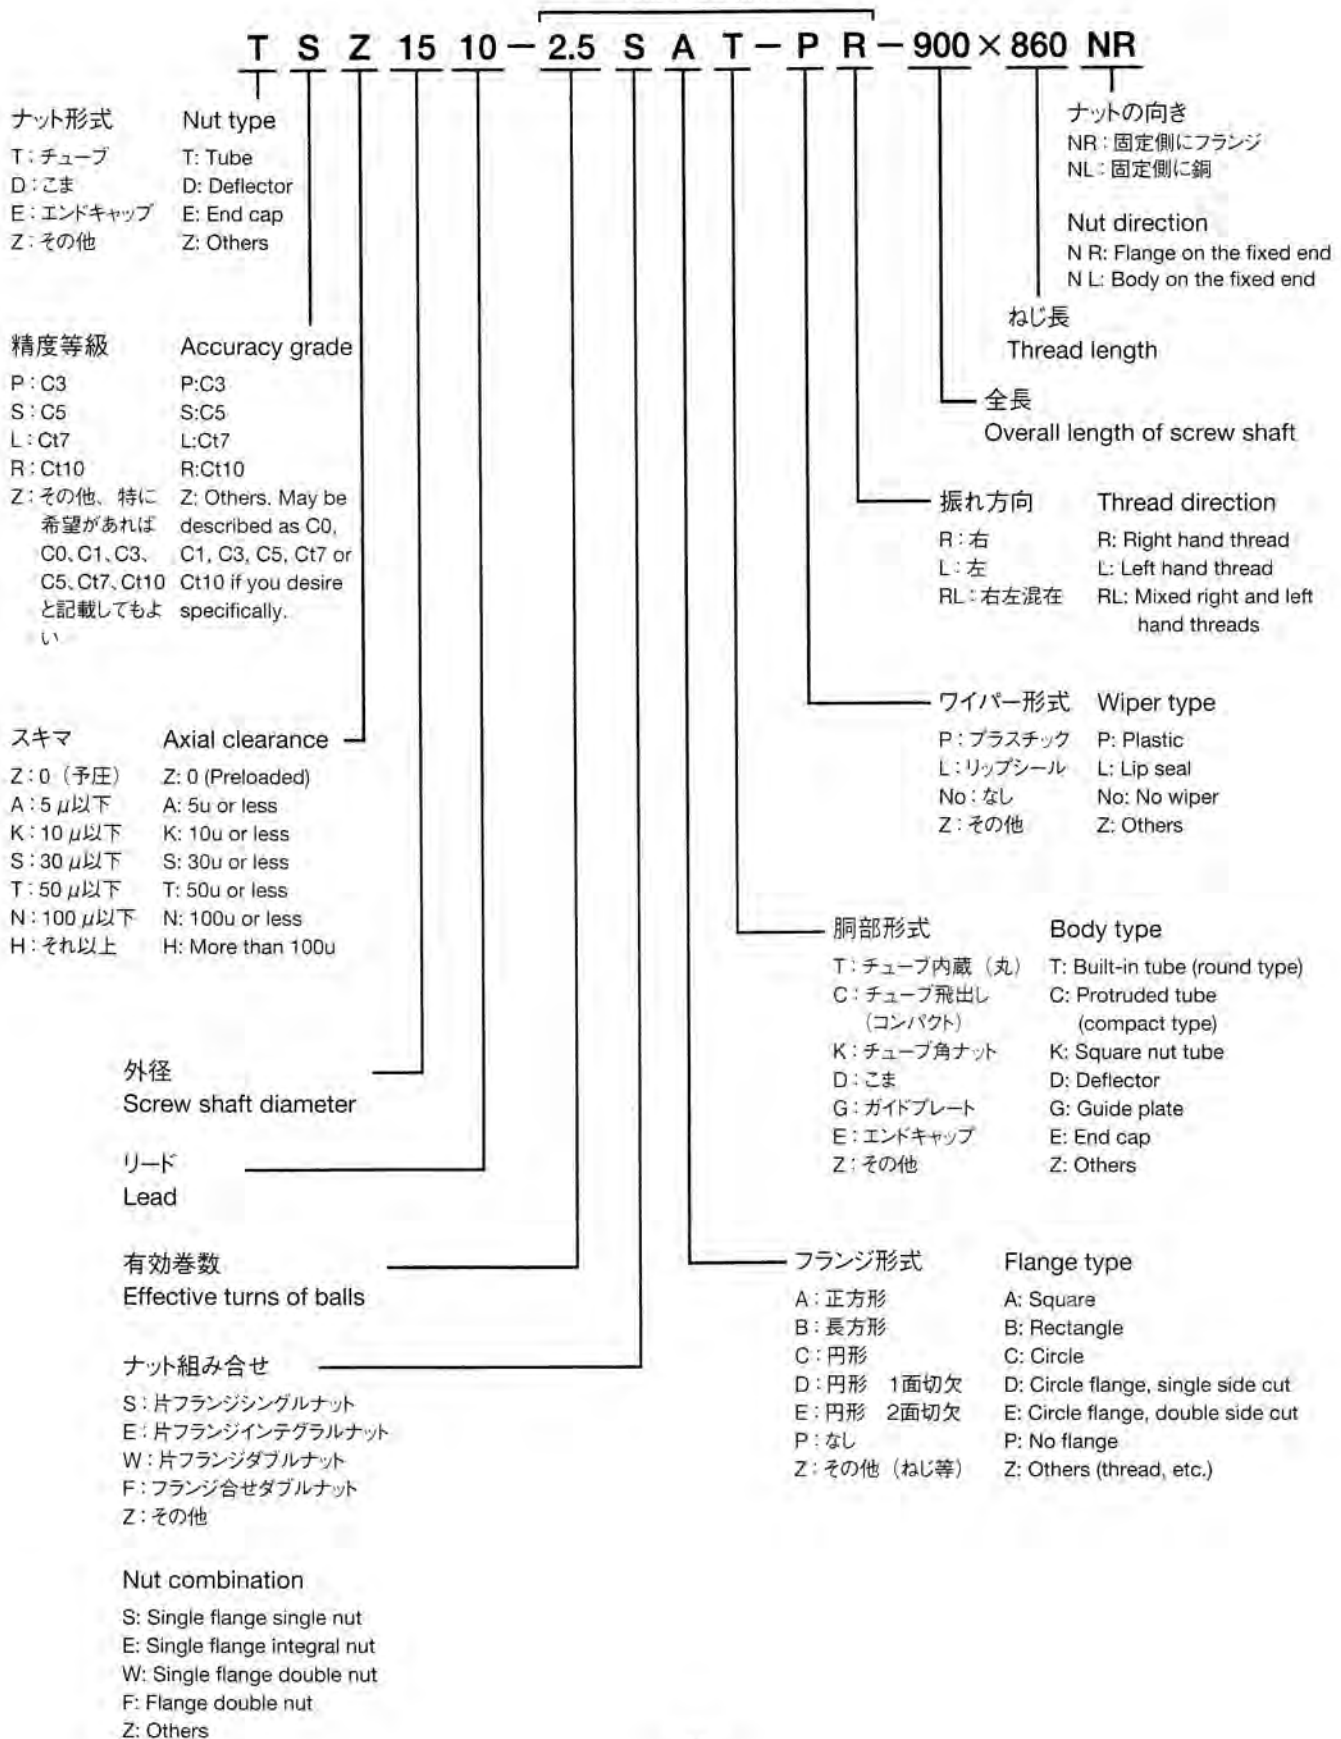 T S Z 15 10 － 2.5 S A T － P R － 900 × 860 NR
ナット形式 Nut type
T：チューブ T: Tube
D：こま D: Deflector
E：エンドキャップ E: End cap
Z：その他 Z: Others
ナットの向き
NR：固定側にフランジ
NL：固定側に銅
Nut direction
N R: Flange on the fixed end
N L: Body on the fixed end
ねじ長
Thread length
精度等級 Accuracy grade
P：C3 P:C3
S：C5 S:C5
L：Ct7 L:Ct7
R：Ct10 R:Ct10
Z：その他、特に Z: Others. May be
希望があれば described as C0,
C0、C1、C3、 C1, C3, C5, Ct7 or
C5、Ct7、Ct10 Ct10 if you desire
と記載してもよ specifically.
い
全長
Overall length of screw shaft
振れ方向 Thread direction
R：右 R: Right hand thread
L：左 L: Left hand thread
RL：右左混在 RL: Mixed right and left
hand threads
ワイパー形式 Wiper type
P：プラスチック P: Plastic
L：リップシール L: Lip seal
No：なし No: No wiper
Z：その他 Z: Others
スキマ Axial clearance
Z：0（予圧） Z: 0 (Preloaded)
A：5 μ以下 A: 5u or less
K：10 μ以下 K: 10u or less
S：30 μ以下 S: 30u or less
T：50 μ以下 T: 50u or less
N：100 μ以下 N: 100u or less
H：それ以上 H: More than 100u
胴部形式 Body type
T：チューブ内蔵（丸） T: Built-in tube (round type)
C：チューブ飛出し C: Protruded tube
（コンパクト） (compact type)
K：チューブ角ナット K: Square nut tube
D：こま D: Deflector
G：ガイドプレート G: Guide plate
E：エンドキャップ E: End cap
Z：その他 Z: Others
外径
Screw shaft diameter
リード
Lead
有効巻数
Effective turns of balls
フランジ形式 Flange type
A：正方形 A: Square
B：長方形 B: Rectangle
C：円形 C: Circle
D：円形 1面切欠 D: Circle flange, single side cut
E：円形 2面切欠 E: Circle flange, double side cut
P：なし P: No flange
Z：その他（ねじ等） Z: Others (thread, etc.)
ナット組み合せ
S：片フランジシングルナット
E：片フランジインテグラルナット
W：片フランジダブルナット
F：フランジ合せダブルナット
Z：その他
Nut combination
S: Single flange single nut
E: Single flange integral nut
W: Single flange double nut
F: Flange double nut
Z: Others